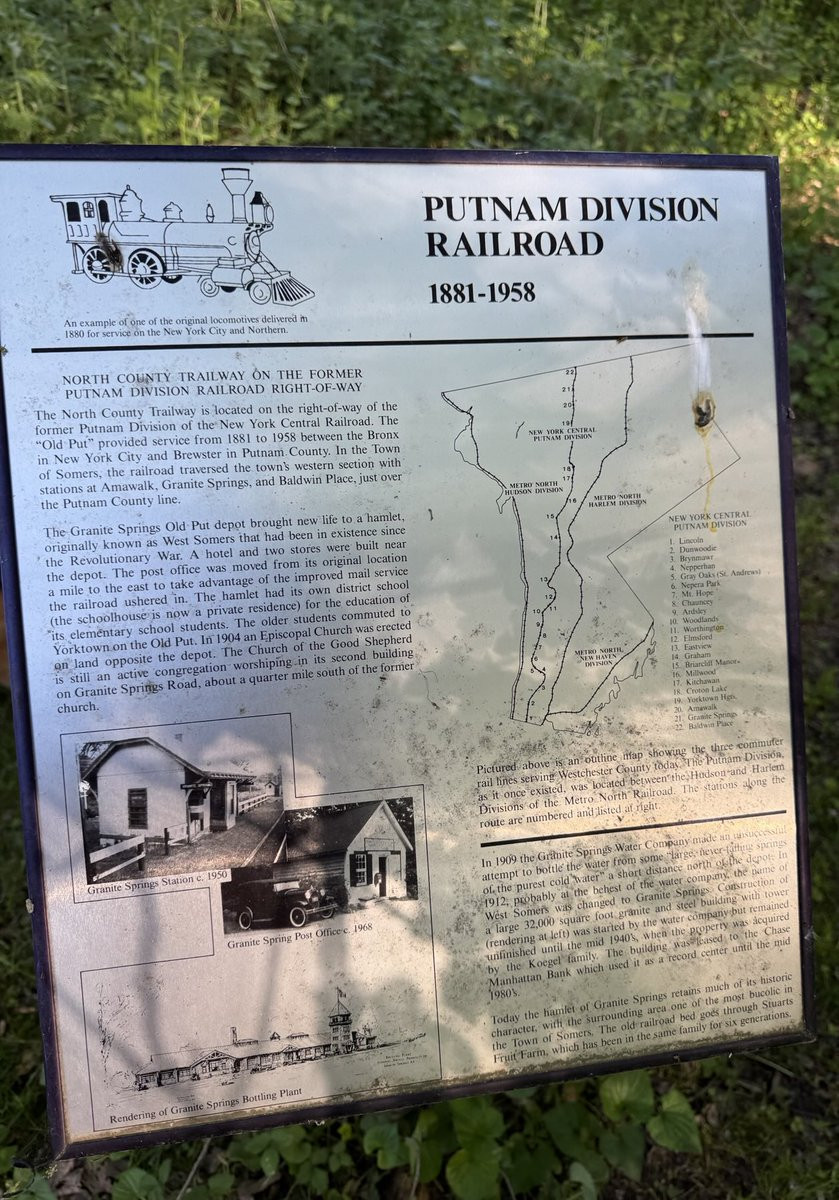 PUTNAM DIVISION
RAILROAD
1881-1958
An example of one of the original locomotives delivered in
1880 for service on the New York City and Northern.
NORTH COUNTY TRAILWAY ON THE FORMER
PUTNAM DIVISION RAILROAD RIGHT-OF-WAY
The North County Trailway is located on the right-of-way of the
former Putnam Division of the New York Central Railroad. The
"Old Put" provided service from 1881 to 1958 between the Bronx
in New York City and Brewster in Putnam County. In the Town
of Somers, the railroad traversed the town's western section with
stations at Amawalk, Granite Springs, and Baldwin Place, just over
the Putnam County line.
The Granite Springs Old Put depot brought new life to a hamlet,
originally known as West Somers that had been in existence since
the Revolutionary War. A hotel and two stores were built near
the depot. The post office was moved from its original location
a mile to the east to take advantage of the improved mail service
the railroad ushered in. The hamlet had its own district school
(the schoolhouse is now a private residence) for the education of
its elementary school students. The older students commuted to
Yorktown on the Old Put. In 1904 an Episcopal Church was erected
on land opposite the depot. The Church of the Good Shepherd
is still an active congregation worshiping in its second building
on Granite Springs Road, about a quarter mile south of the former
church.
Granite Springs Station c. 1950
Granite Spring Post Office c. 1968
Rendering of Granite Springs Bottling Plant
22
21
20
19
NEW YORK CENTRAL
PUTNAM DIVISION
18
17
METRO NORTH
HUDSON DIVISION
16
METRO NORTH
HARLEM DIVISION
15
14
13
12
11
10
9
8
7
6
5
4
3
2
METRO NORTH,
NEW HAVEN
DIVISION
NEW YORK CENTRAL
PUTNAM DIVISION
1. Lincoln
2. Dunwoodie
3. Brynmawr
4. Nepperhan
5. Gray Oaks (St. Andrews)
6. Nepera Park
7. Mt. Hope
8. Chauncey
9. Ardsley
10. Woodlands
11. Worthington
12. Elmsford
13. Eastview
14. Graham
15. Briarcliff Manor
16. Millwood
17. Kitchawan
18. Croton Lake
19. Yorktown Hgts.
20. Amawalk
21. Granite Springs
22. Baldwin Place
Pictured above is an outline map showing the three commuter
rail lines serving Westchester County today. The Putnam Division,
as it once existed, was located between the Hudson and Harlem
Divisions of the Metro North Railroad. The stations along the
route are numbered and listed at right.
In 1909 the Granite Springs Water Company made an unsuccessful
attempt to bottle the water from some "large, never-failing springs
of the purest cold water" a short distance north of the depot. In
1912, probably at the behest of the water company, the name of
West Somers was changed to Granite Springs. Construction of
a large 32,000 square foot granite and steel building with tower
(rendering at left) was started by the water company but remained
unfinished until the mid 1940's, when the property was acquired
by the Koegel family. The building was leased to the Chase
Manhattan Bank which used it as a record center until the mid
1980's.
Today the hamlet of Granite Springs retains much of its historic
character, with the surrounding area one of the most bucolic in
the Town of Somers. The old railroad bed goes through Stuarts
Fruit Farm, which has been in the same family for six generations.